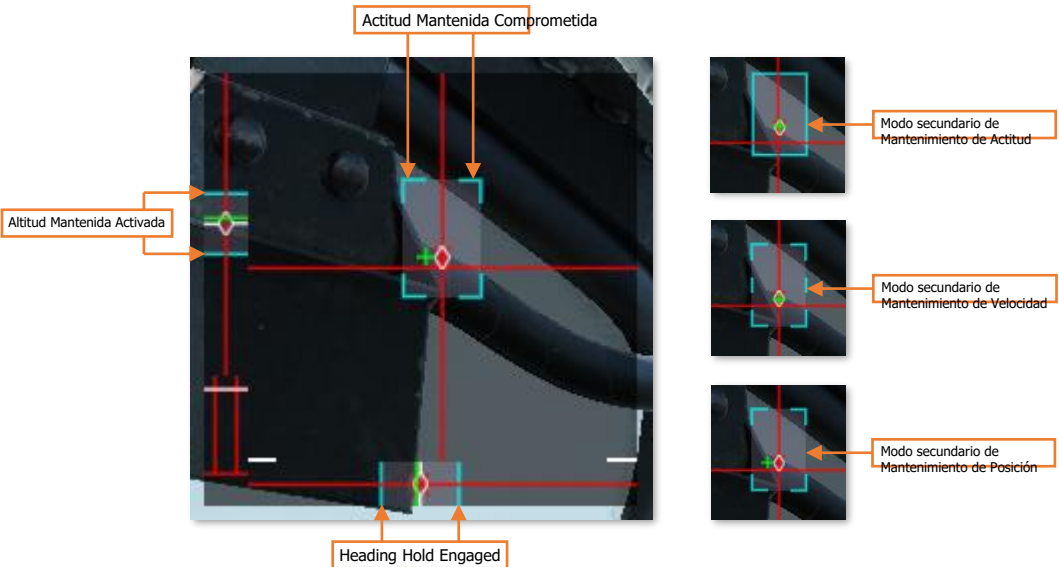 Actitud Mantenida Comprometida
Modo secundario de
Mantenimiento de Actitud
Altitud Mantenida Activada
Modo secundario de
Mantenimiento de Velocidad
Modo secundario de
Mantenimiento de Posición
Heading Hold Engaged